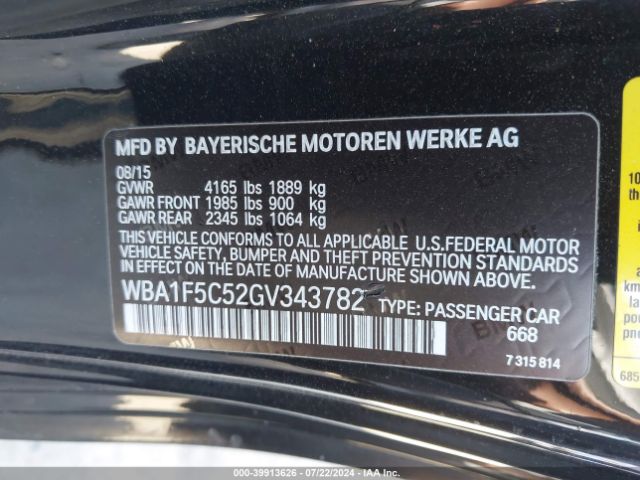 MFD BY BAYERISCHE MOTOREN WERKE AG
08/15
GVWR 4165 lbs 1889 kg
GAWR FRONT 1985 lbs 900 kg
GAWR REAR 2345 lbs 1064 kg
THIS VEHICLE CONFORMS TO ALL APPLICABLE U.S.FEDERAL MOTOR
VEHICLE SAFETY, BUMPER, AND THEFT PREVENTION STANDARDS
IN EFFECT ON THE DATE OF MANUFACTURE SHOWN ABOVE.
WBA1F5C52GV343782 TYPE: PASSENGER CAR
668
7 315 814
000-39913626 - 07/22/2024 - IAAI.COM